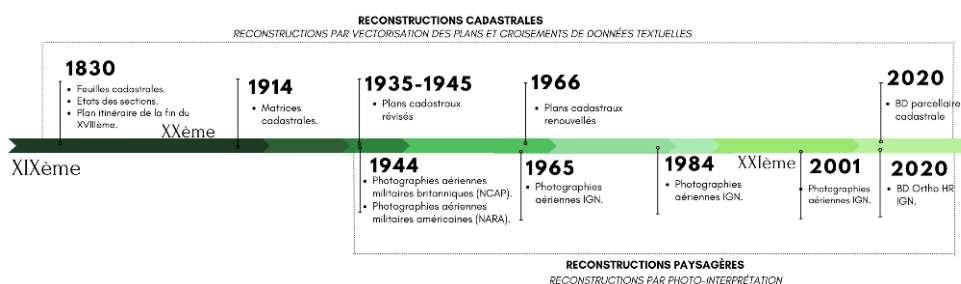 RECONSTRUCTIONS CADASTRALES
RECONSTRUCTIONS PAR VECTORISATION DES PLANS ET CROISEMENTS DE DONNÉES TEXTUELLES
1830
• Feuilles cadastrales.
• Etats des sections.
• Plan itinéraire de la fin du
XVIIIème.
1914
• Matrices
cadastrales.
1935-1945
• Plans cadastraux
révisés
1966
• Plans cadastraux
renouvellés
2020
• BD parcellaire
cadastrale
XIXème
XXème
XXIème
1944
• Photographies aériennes
militaires britanniques (NCAP).
• Photographies aériennes
militaires américaines (NARA).
1965
• Photographies
aériennes IGN.
1984
• Photographies
aériennes IGN.
2001
• Photographies
aériennes IGN.
2020
• BD Ortho HR
IGN.
RECONSTRUCTIONS PAYSAGÈRES
RECONSTRUCTIONS PAR PHOTO-INTERPRÉTATION